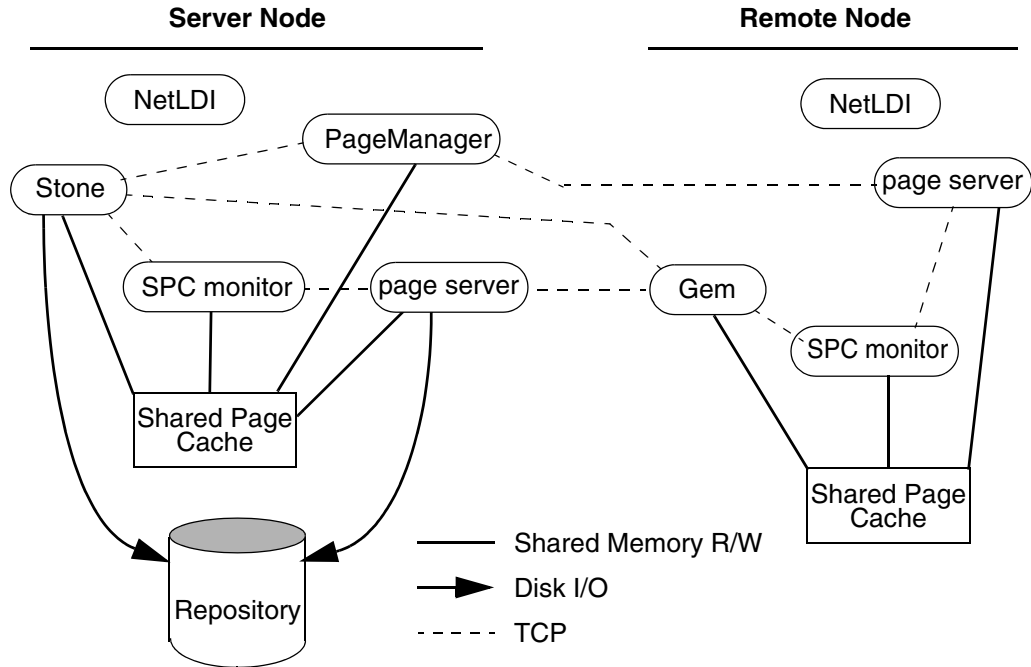 Server Node
Remote Node
NetLDI
NetLDI
PageManager
Stone
page server
SPC monitor
page server
Gem
SPC monitor
Shared Page
Cache
Shared Page
Cache
Shared Memory R/W
Disk I/O
Repository
TCP